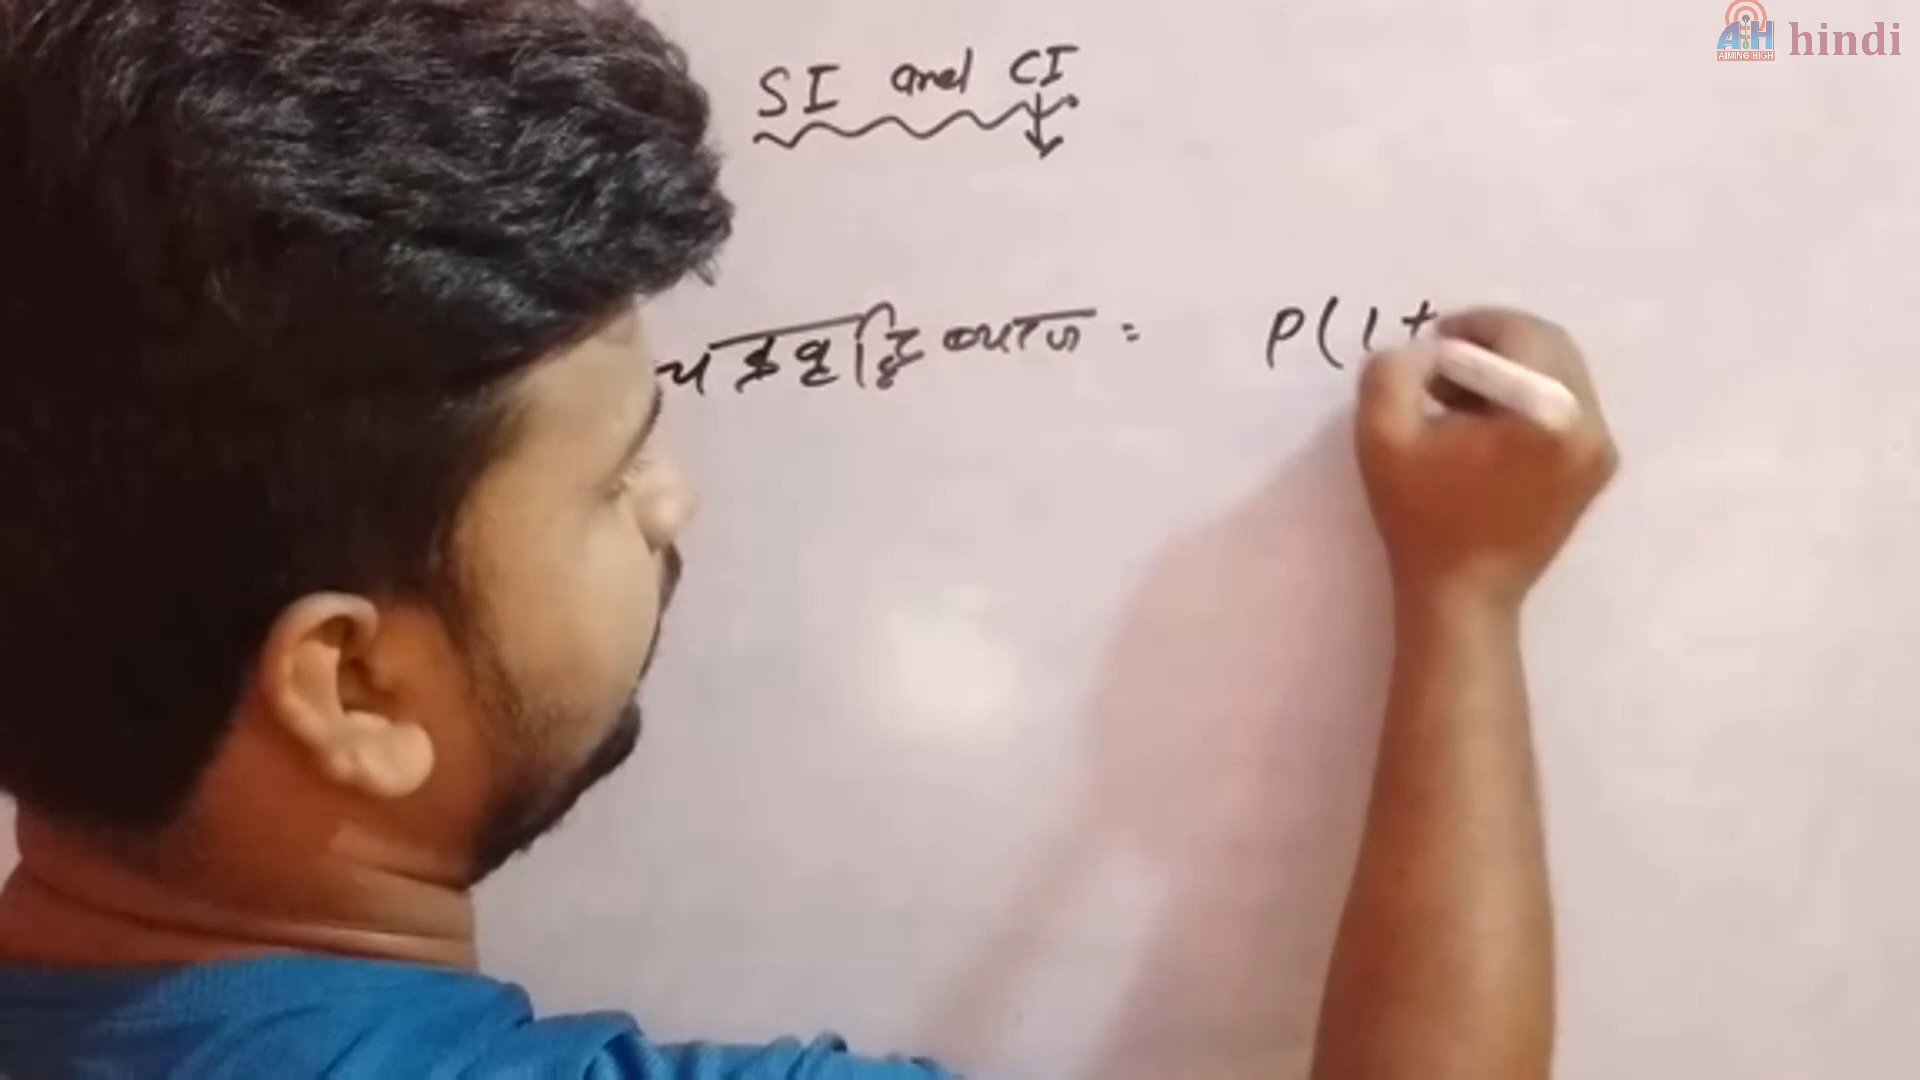 AH hindi
AIMING HIGH
SI and CI
चक्रवृद्धि ब्याज = P(1+